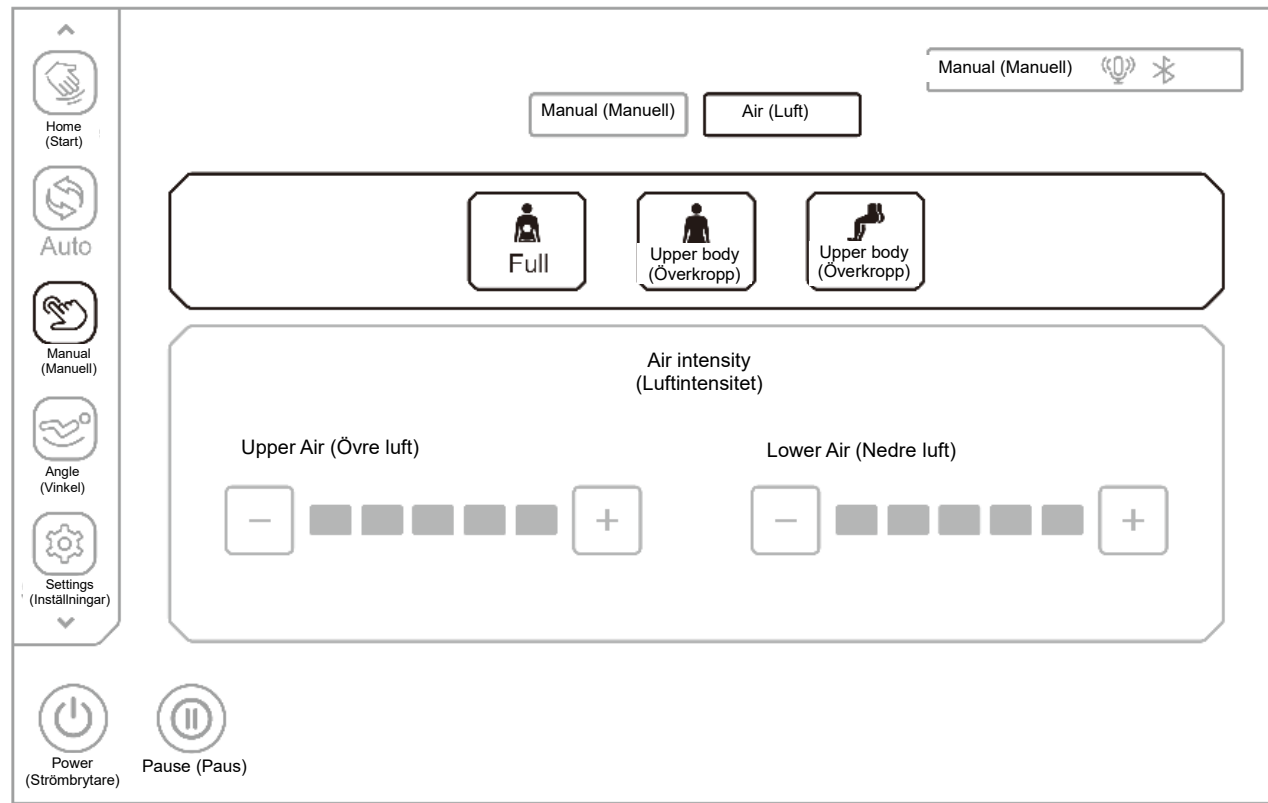 Home
(Start)
Auto
Manual
(Manuell)
Angle
(Vinkel)
Settings
(Inställningar)
Manual (Manuell)
Manual (Manuell)
Air (Luft)
Full
Upper body
(Överkropp)
Upper body
(Överkropp)
Air intensity
(Luftintensitet)
Upper Air (Övre luft)
Lower Air (Nedre luft)
Power
(Strömbrytare)
Pause (Paus)